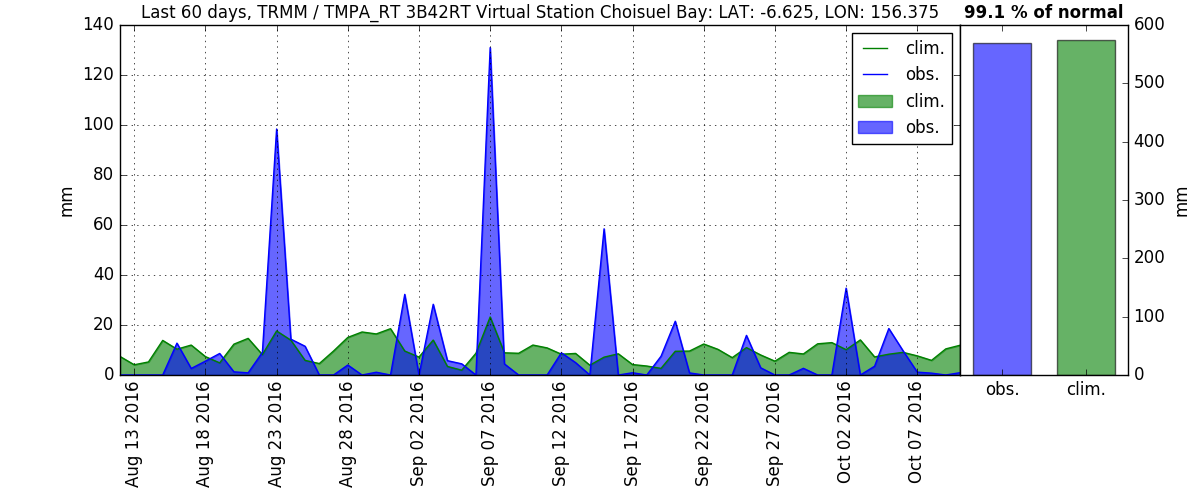 Last 60 days, TRMM / TMPA_RT 3B42RT Virtual Station Choisuel Bay: LAT: -6.625, LON: 156.375
99.1 % of normal
140
120
100
80
60
40
20
0
mm
clim.
obs.
clim.
obs.
Aug 13 2016
Aug 18 2016
Aug 23 2016
Aug 28 2016
Sep 02 2016
Sep 07 2016
Sep 12 2016
Sep 17 2016
Sep 22 2016
Sep 27 2016
Oct 02 2016
Oct 07 2016
600
500
400
300
200
100
0
mm
obs.
clim.